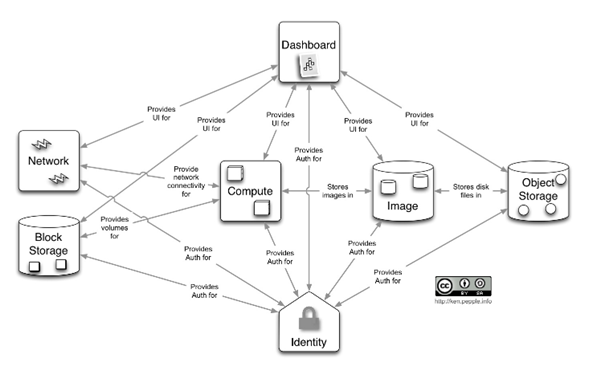 Dashboard
Provides
UI for
Provides
UI for
Provides
UI for
Provides
UI for
Provides
UI for
Provides
Auth for
Network
Provide
network
connectivity
for
Compute
Stores
images in
Image
Stores disk
files in
Object
Storage
Block
Storage
Provides
volumes
for
Provides
Auth for
Provides
Auth for
Provides
Auth for
Provides
Auth for
Provides
Auth for
Identity
cc
BY SA
http://ken.pepple.info